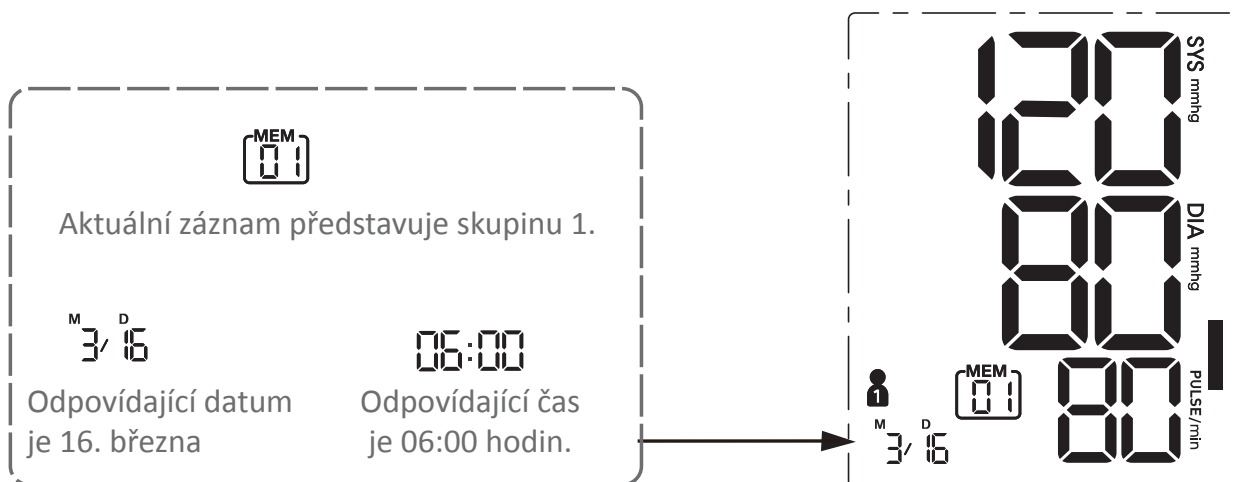 MEM
01
Aktuální záznam představuje skupinu 1.
M D
3/ 16
06:00
Odpovídající datum
je 16. března
Odpovídající čas
je 06:00 hodin.
120
SYS mmhg
80
DIA mmhg
1
MEM
01
M D
3/ 16
80
PULSE/min